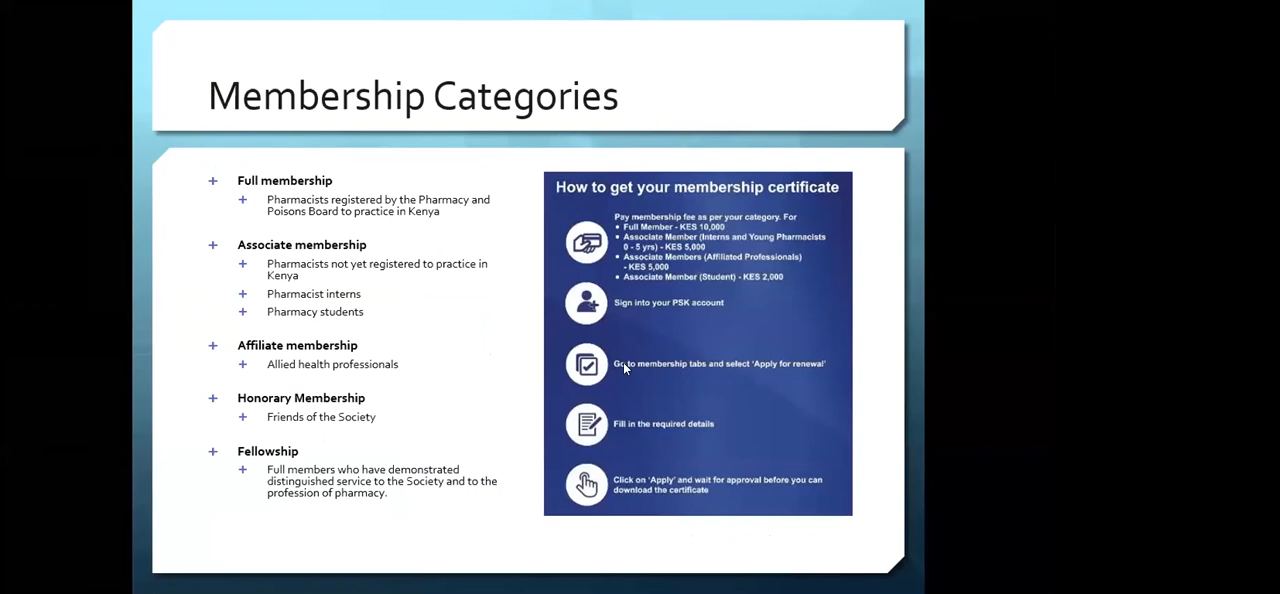 Membership Categories
Full membership
Pharmacists registered by the Pharmacy and
Poisons Board to practice in Kenya
Associate membership
Pharmacists not yet registered to practice in
Kenya
Pharmacist interns
Pharmacy students
Affiliate membership
Allied health professionals
Honorary Membership
Friends of the Society
Fellowship
Full members who have demonstrated
distinguished service to the Society and to the
profession of pharmacy.
How to get your membership certificate
Pay membership fee as per your category. For
• Full Member - KES 10,000
• Associate Member (Interns and Young Pharmacists
0 - 5 yrs) - KES 5,000
• Associate Members (Affiliated Professionals)
- KES 5,000
• Associate Member (Student) - KES 2,000
Sign into your PSK account
Go to membership tabs and select 'Apply for renewal'
Fill in the required details
Click on 'Apply' and wait for approval before you can
download the certificate